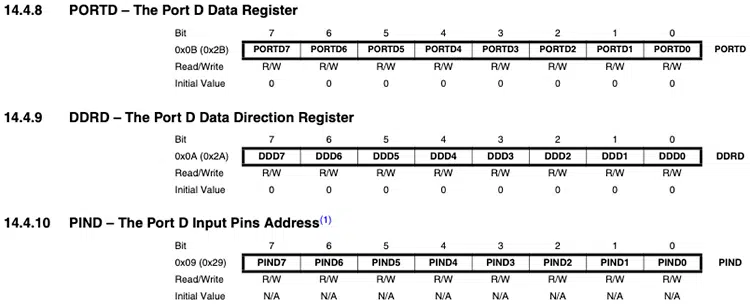 14.4.8 PORTD – The Port D Data Register
Bit 7 6 5 4 3 2 1 0
0x0B (0x2B) PORTD7 PORTD6 PORTD5 PORTD4 PORTD3 PORTD2 PORTD1 PORTD0 PORTD
Read/Write R/W R/W R/W R/W R/W R/W R/W R/W
Initial Value 0 0 0 0 0 0 0 0
14.4.9 DDRD – The Port D Data Direction Register
Bit 7 6 5 4 3 2 1 0
0x0A (0x2A) DDD7 DDD6 DDD5 DDD4 DDD3 DDD2 DDD1 DDD0 DDRD
Read/Write R/W R/W R/W R/W R/W R/W R/W R/W
Initial Value 0 0 0 0 0 0 0 0
14.4.10 PIND – The Port D Input Pins Address(1)
Bit 7 6 5 4 3 2 1 0
0x09 (0x29) PIND7 PIND6 PIND5 PIND4 PIND3 PIND2 PIND1 PIND0 PIND
Read/Write R/W R/W R/W R/W R/W R/W R/W R/W
Initial Value N/A N/A N/A N/A N/A N/A N/A N/A